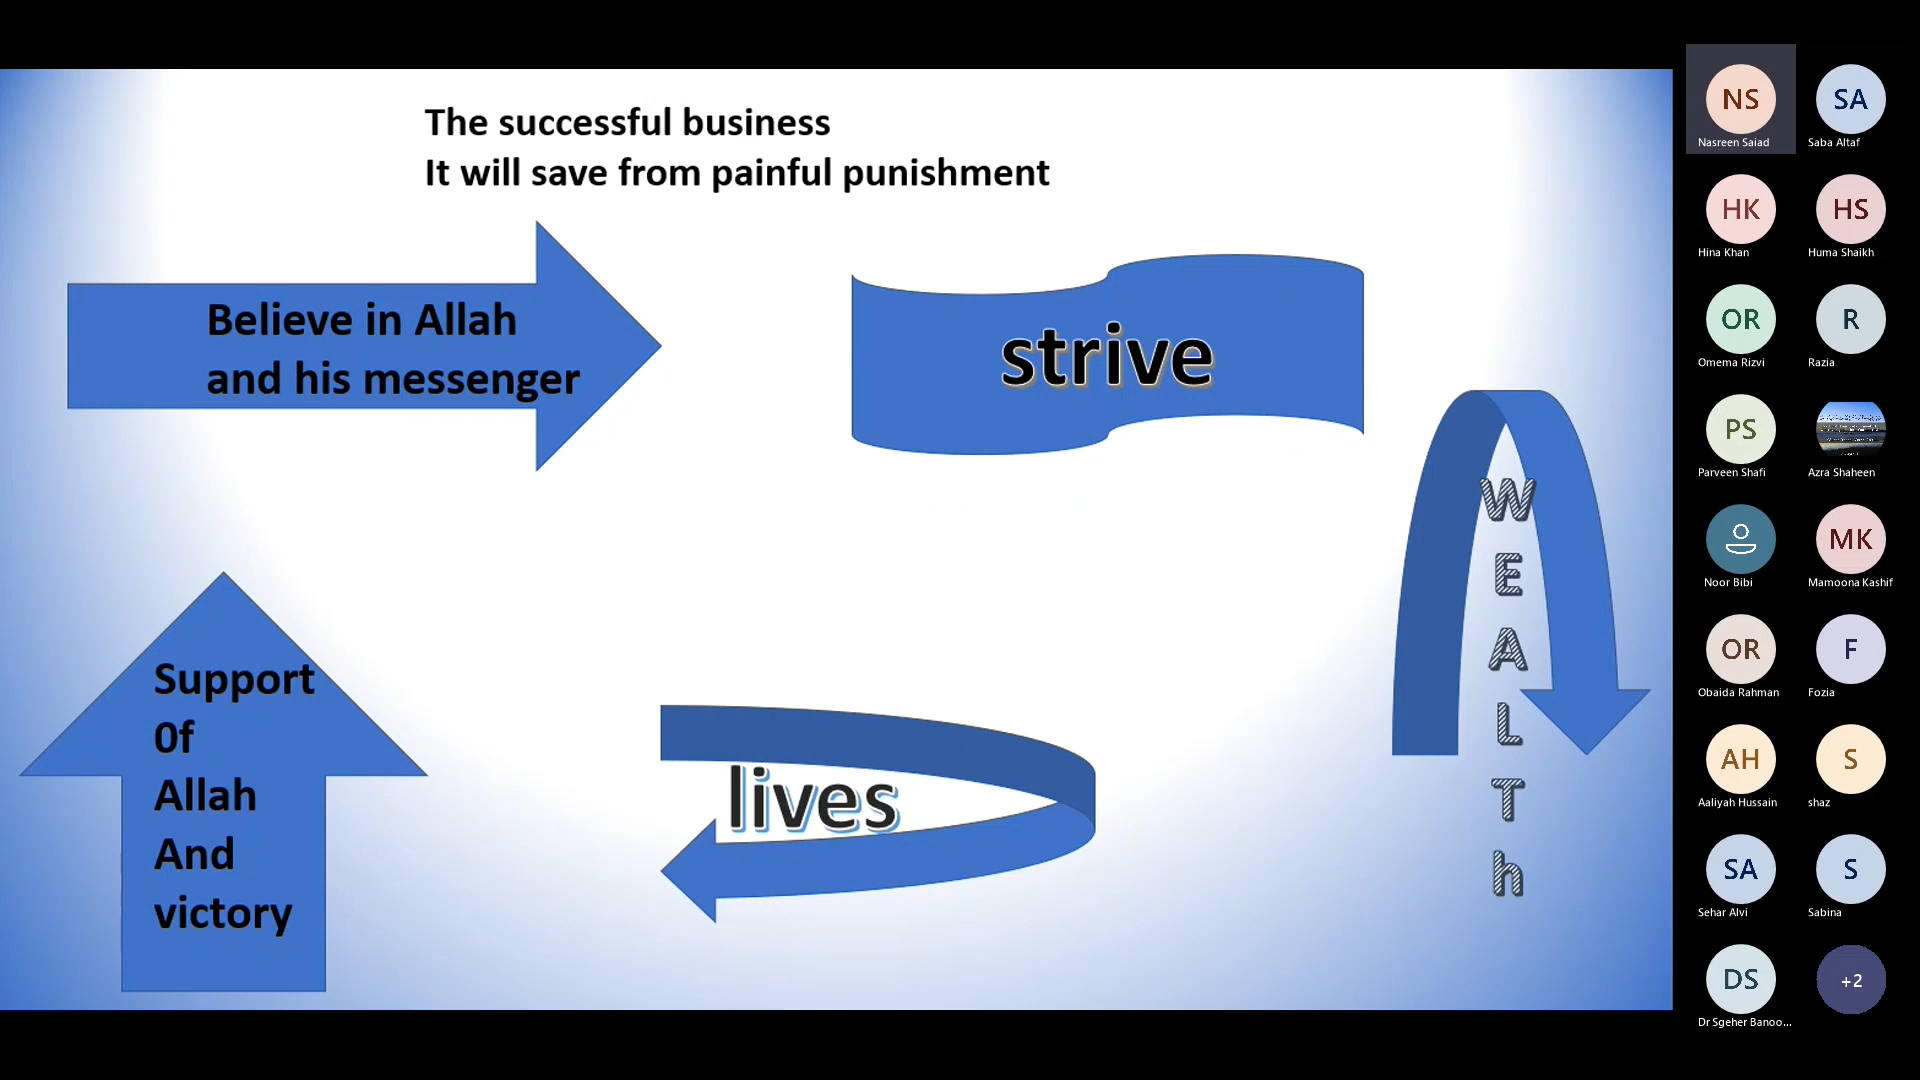 The successful business
It will save from painful punishment
Believe in Allah
and his messenger
strive
W
E
A
L
T
h
lives
Support
0f
Allah
And
victory
NS
Nasreen Saiad
SA
Saba Altaf
HK
Hina Khan
HS
Huma Shaikh
OR
Omema Rizvi
R
Razia
PS
Parveen Shafi
Azra Shaheen
Noor Bibi
MK
Mamoona Kashif
OR
Obaida Rahman
F
Fozia
AH
Aaliyah Hussain
S
shaz
SA
Sehar Alvi
S
Sabina
DS
Dr Sgeher Banoo...
+2